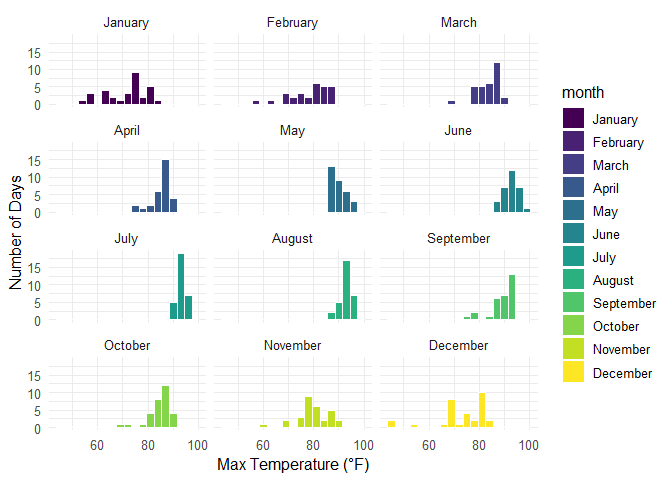 January February March
15
10
5
0
April May June
15
10
5
0
July August September
15
10
5
0
October November December
15
10
5
0
60 80 100 60 80 100 60 80 100
Max Temperature (°F)
Number of Days
month
January
February
March
April
May
June
July
August
September
October
November
December